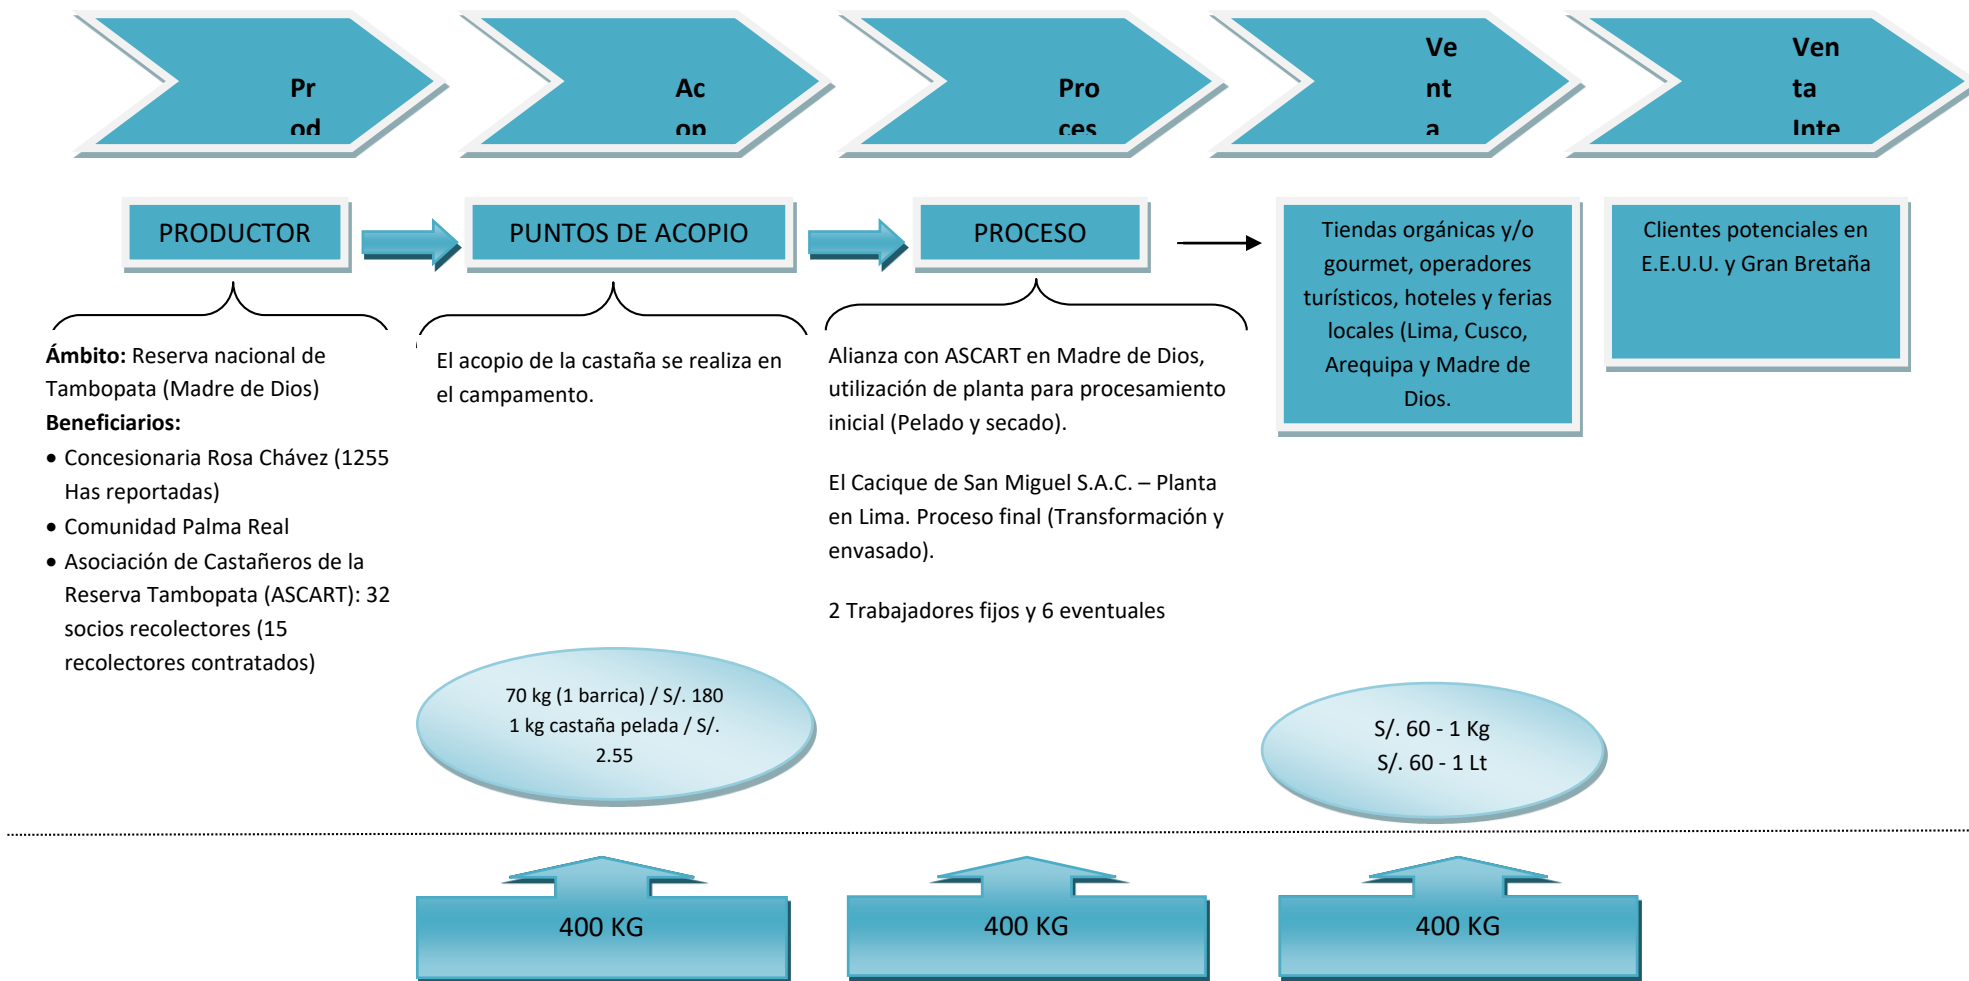 Pr
od
Ac
op
Pro
ces
Ve
nt
a
Ven
ta
Inte
PRODUCTOR
PUNTOS DE ACOPIO
PROCESO
Tiendas orgánicas y/o
gourmet, operadores
turísticos, hoteles y ferias
locales (Lima, Cusco,
Arequipa y Madre de
Dios.
Clientes potenciales en
E.E.U.U. y Gran Bretaña
Ámbito: Reserva nacional de
Tambopata (Madre de Dios)
Beneficiarios:
• Concesionaria Rosa Chávez (1255
Has reportadas)
• Comunidad Palma Real
• Asociación de Castañeros de la
Reserva Tambopata (ASCART): 32
socios recolectores (15
recolectores contratados)
El acopio de la castaña se realiza en
el campamento.
Alianza con ASCART en Madre de Dios,
utilización de planta para procesamiento
inicial (Pelado y secado).
El Cacique de San Miguel S.A.C. – Planta
en Lima. Proceso final (Transformación y
envasado).
2 Trabajadores fijos y 6 eventuales
70 kg (1 barrica) / S/. 180
1 kg castaña pelada / S/.
2.55
S/. 60 - 1 Kg
S/. 60 - 1 Lt
400 KG
400 KG
400 KG